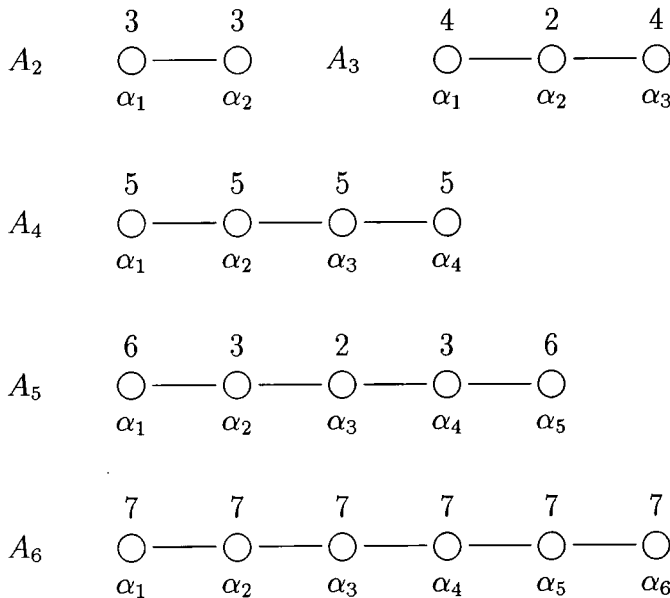 3 3 4 2 4
A₂ A₃
α₁ α₂ α₁ α₂ α₃
5 5 5 5
A₄
α₁ α₂ α₃ α₄
6 3 2 3 6
A₅
α₁ α₂ α₃ α₄ α₅
7 7 7 7 7 7
A₆
α₁ α₂ α₃ α₄ α₅ α₆